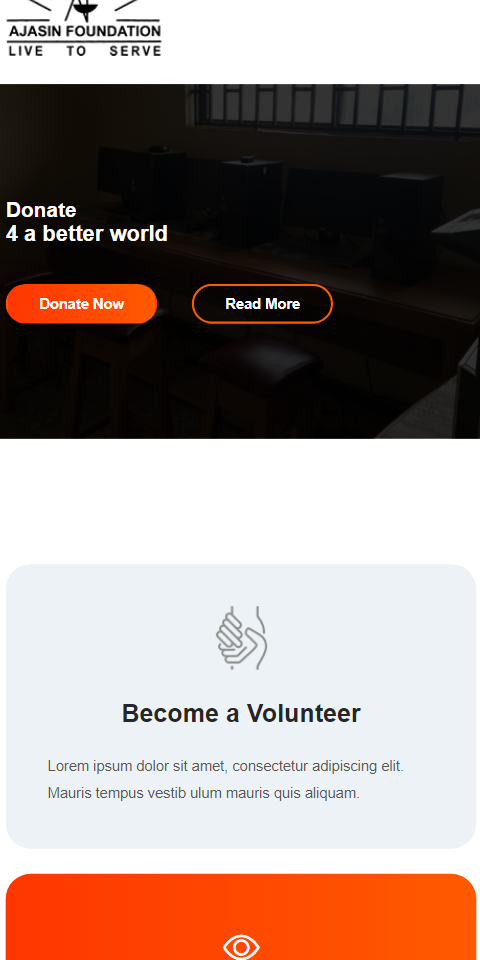 AJASIN FOUNDATION
LIVE TO SERVE
Donate
4 a better world
Donate Now
Read More
Become a Volunteer
Lorem ipsum dolor sit amet, consectetur adipiscing elit.
Mauris tempus vestib ulum mauris quis aliquam.